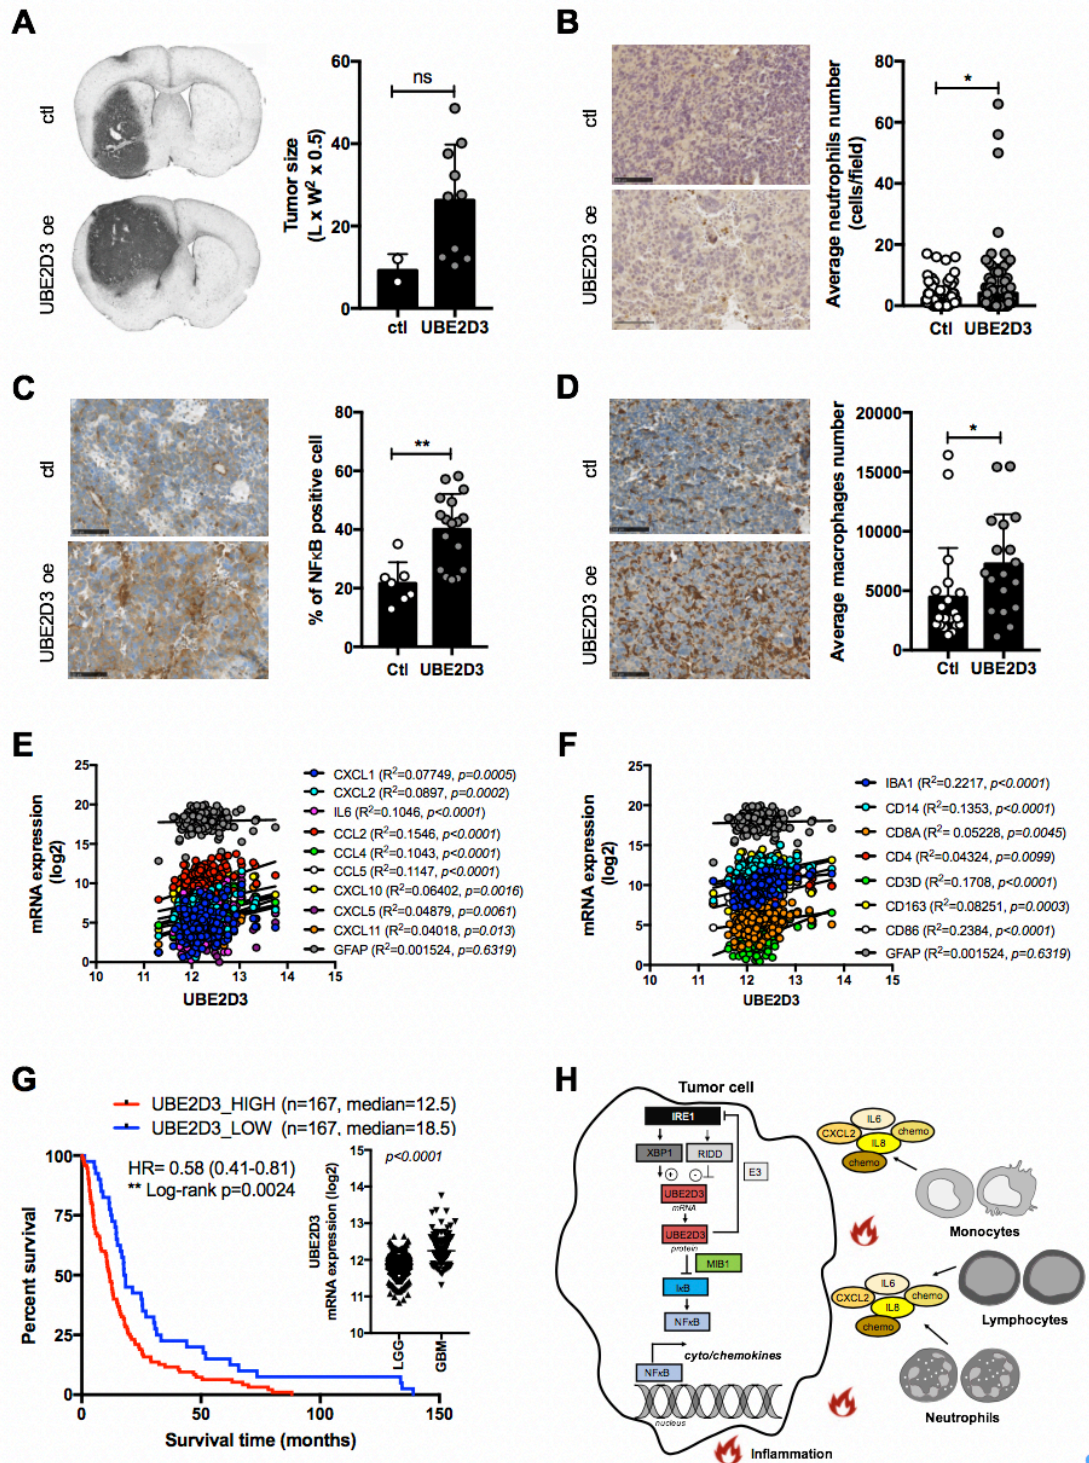 A
ctl
UBE2D3 oe
Tumor size
(L x W² x 0.5)
60
40
20
0
ns
ctl UBE2D3
B
ctl
UBE2D3 oe
Average neutrophils number
(cells/field)
80
60
40
20
0
*
Ctl UBE2D3
C
ctl
UBE2D3 oe
% of NFκB positive cell
80
60
40
20
0
**
Ctl UBE2D3
D
ctl
UBE2D3 oe
Average macrophages number
20000
15000
10000
5000
0
*
Ctl UBE2D3
E
mRNA expression
(log2)
25
20
15
10
5
0
10 11 12 13 14 15
UBE2D3
CXCL1 (R²=0.07749, p=0.0005)
CXCL2 (R²=0.0897, p=0.0002)
IL6 (R²=0.1046, p<0.0001)
CCL2 (R²=0.1546, p<0.0001)
CCL4 (R²=0.1043, p<0.0001)
CCL5 (R²=0.1147, p<0.0001)
CXCL10 (R²=0.06402, p=0.0016)
CXCL5 (R²=0.04879, p=0.0061)
CXCL11 (R²=0.04018, p=0.013)
GFAP (R²=0.001524, p=0.6319)
F
mRNA expression
(log2)
25
20
15
10
5
0
10 11 12 13 14 15
UBE2D3
IBA1 (R²=0.2217, p<0.0001)
CD14 (R²=0.1353, p<0.0001)
CD8A (R²= 0.05228, p=0.0045)
CD4 (R²=0.04324, p=0.0099)
CD3D (R²=0.1708, p<0.0001)
CD163 (R²=0.08251, p=0.0003)
CD86 (R²=0.2384, p<0.0001)
GFAP (R²=0.001524, p=0.6319)
G
UBE2D3_HIGH (n=167, median=12.5)
UBE2D3_LOW (n=167, median=18.5)
HR= 0.58 (0.41-0.81)
** Log-rank p=0.0024
Percent survival
100
75
50
25
0
0 50 100 150
Survival time (months)
p<0.0001
UBE2D3
mRNA expression (log2)
15
14
13
12
11
10
LGG
GBM
H
Tumor cell
IRE1
XBP1
RIDD
+
-
E3
UBE2D3
mRNA
UBE2D3
protein
MIB1
IκB
NFκB
cyto/chemokines
NFκB
nucleus
Inflammation
IL6
CXCL2
chemo
IL8
chemo
Monocytes
IL6
CXCL2
chemo
IL8
chemo
Lymphocytes
Neutrophils